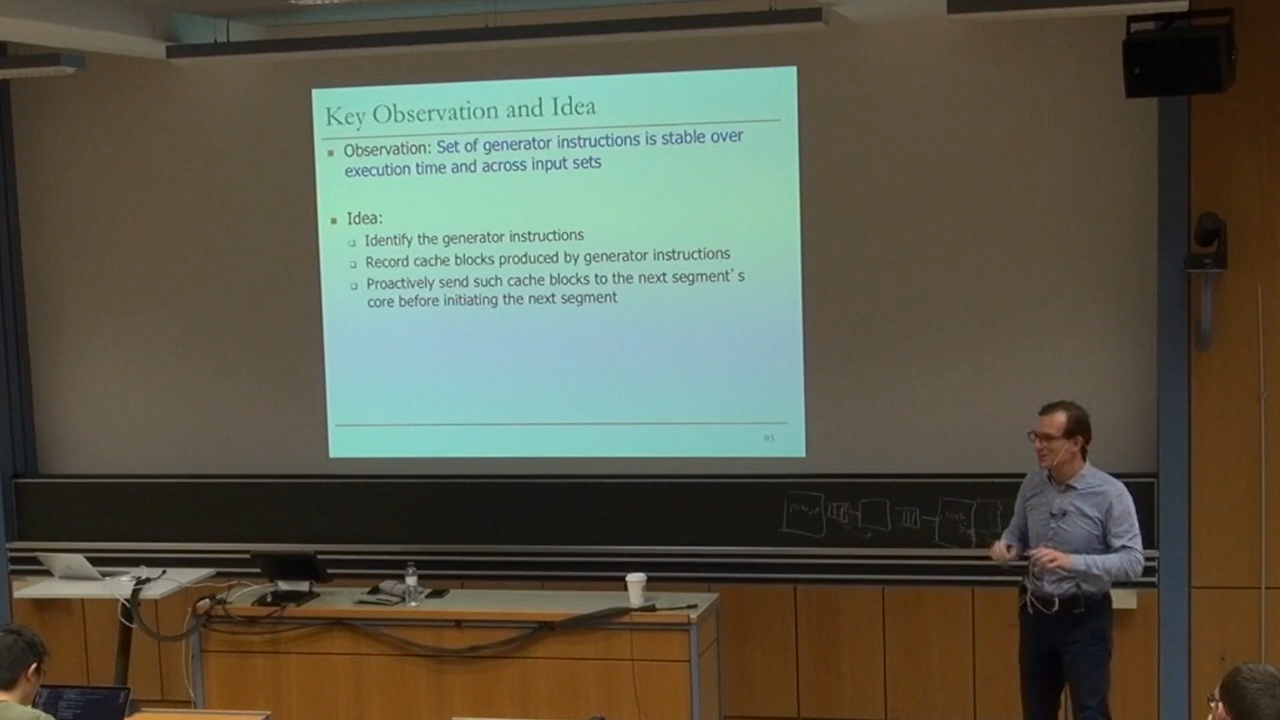 Key Observation and Idea
Observation: Set of generator instructions is stable over
execution time and across input sets
Idea:
Identify the generator instructions
Record cache blocks produced by generator instructions
Proactively send such cache blocks to the next segment's
core before initiating the next segment
93